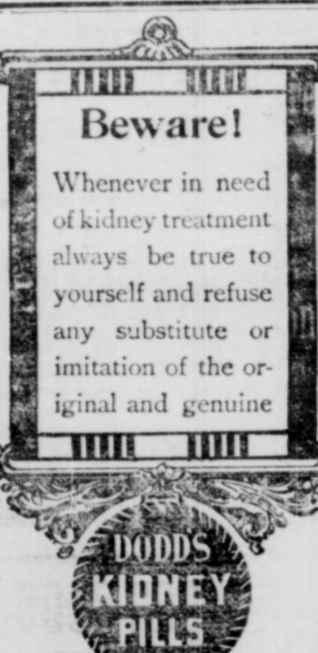 Beware!
Whenever in need
of kidney treatment
always be true to
yourself and refuse
any substitute or
imitation of the or-
iginal and genuine
DODD'S
KIDNEY
PILLS